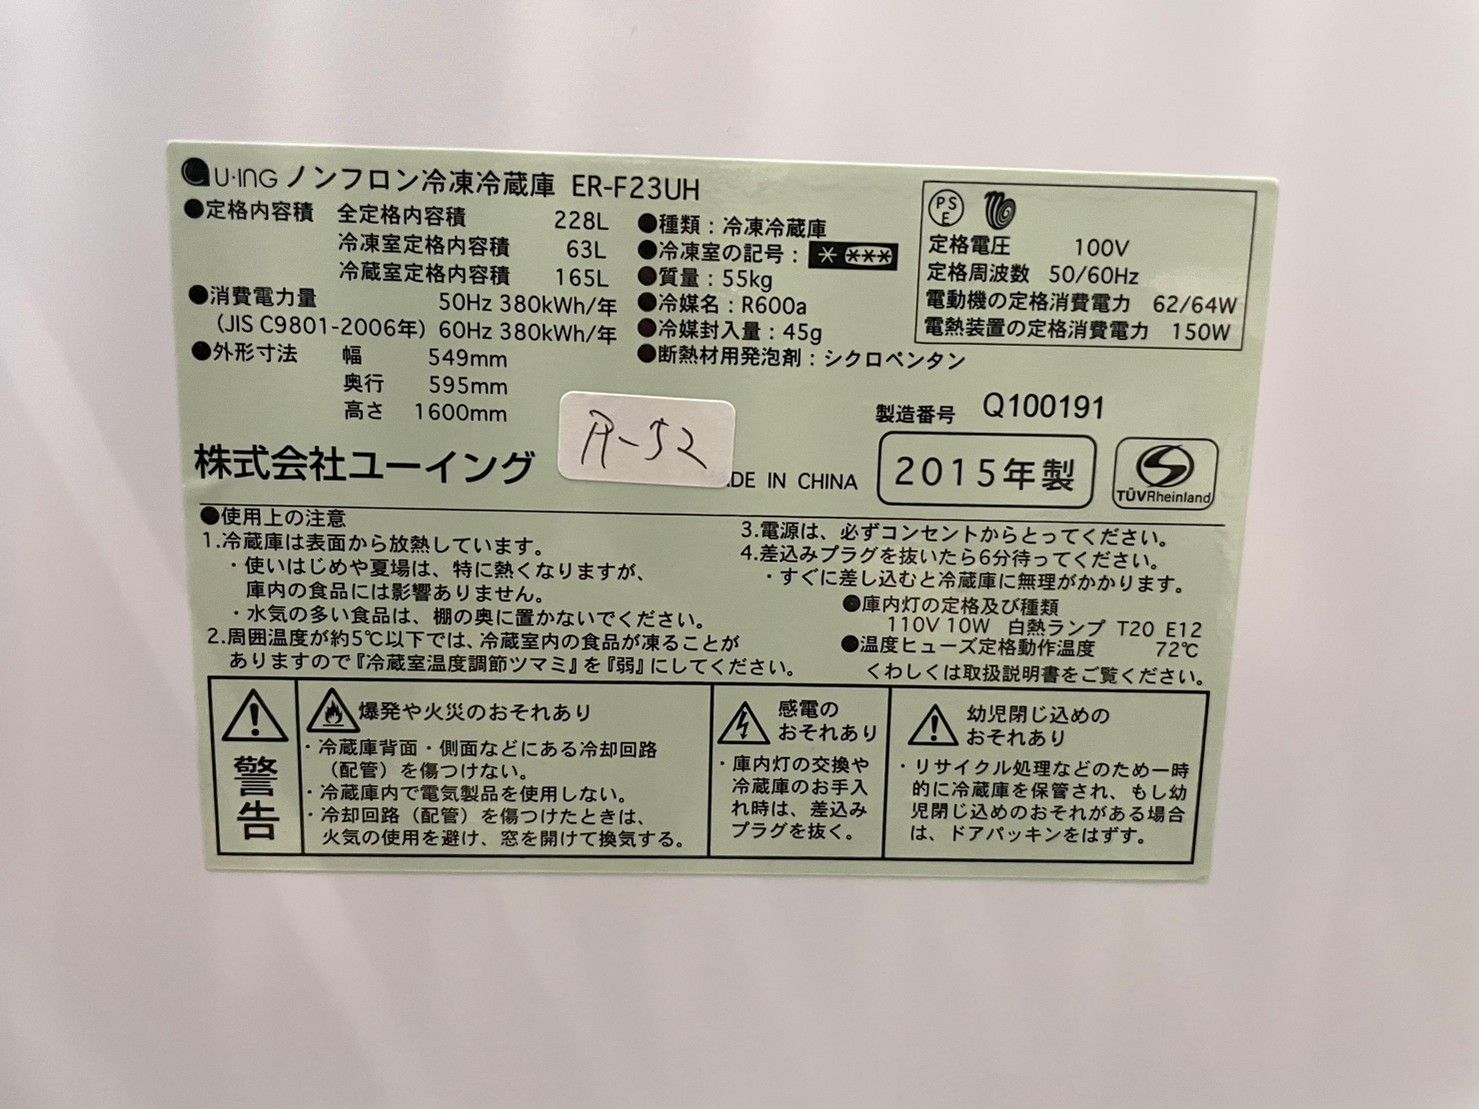 U·ING ノンフロン冷凍冷蔵庫 ER-F23UH
●定格内容積 全定格内容積 228L
冷凍室定格内容積 63L
冷蔵室定格内容積 165L
●消費電力量 50Hz 380kWh/年
(JIS C9801-2006年) 60Hz 380kWh/年
●外形寸法 幅 549mm
奥行 595mm
高さ 1600mm
●種類：冷凍冷蔵庫
●冷凍室の記号：* ***
●質量：55kg
●冷媒名：R600a
●冷媒封入量：45g
●断熱材用発泡剤：シクロペンタン
PSE
定格電圧 100V
定格周波数 50/60Hz
電動機の定格消費電力 62/64W
電熱装置の定格消費電力 150W
製造番号 Q100191
株式会社ユーイング
-52
DE IN CHINA
2015年製
TÜVRheinland
●使用上の注意
1.冷蔵庫は表面から放熱しています。
・使いはじめや夏場は、特に熱くなりますが、
庫内の食品には影響ありません。
・水気の多い食品は、棚の奥に置かないでください。
2.周囲温度が約5℃以下では、冷蔵室内の食品が凍ることが
ありますので『冷蔵室温度調節ツマミ』を『弱』にしてください。
3.電源は、必ずコンセントからとってください。
4.差込みプラグを抜いたら6分待ってください。
・すぐに差し込むと冷蔵庫に無理がかかります。
●庫内灯の定格及び種類
110V 10W 白熱ランプ T20 E12
●温度ヒューズ定格動作温度 72℃
くわしくは取扱説明書をご覧ください。
警告
爆発や火災のおそれあり
・冷蔵庫背面・側面などにある冷却回路
（配管）を傷つけない。
・冷蔵庫内で電気製品を使用しない。
・冷却回路（配管）を傷つけたときは、
火気の使用を避け、窓を開けて換気する。
感電の
おそれあり
・庫内灯の交換や
冷蔵庫のお手入
れ時は、差込み
プラグを抜く。
幼児閉じ込めの
おそれあり
・リサイクル処理などのため一時
的に冷蔵庫を保管され、もし幼
児閉じ込めのおそれがある場合
は、ドアパッキンをはずす。